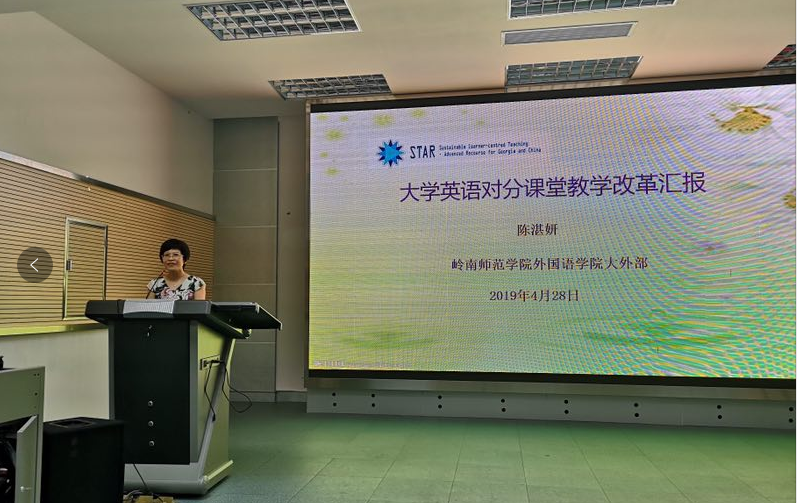 STAR
Sustainable Learner-centred Teaching
- Advanced Recourse for Georgia and China
大学英语对分课堂教学改革汇报
陈湛妍
岭南师范学院外国语学院大外部
2019年4月28日